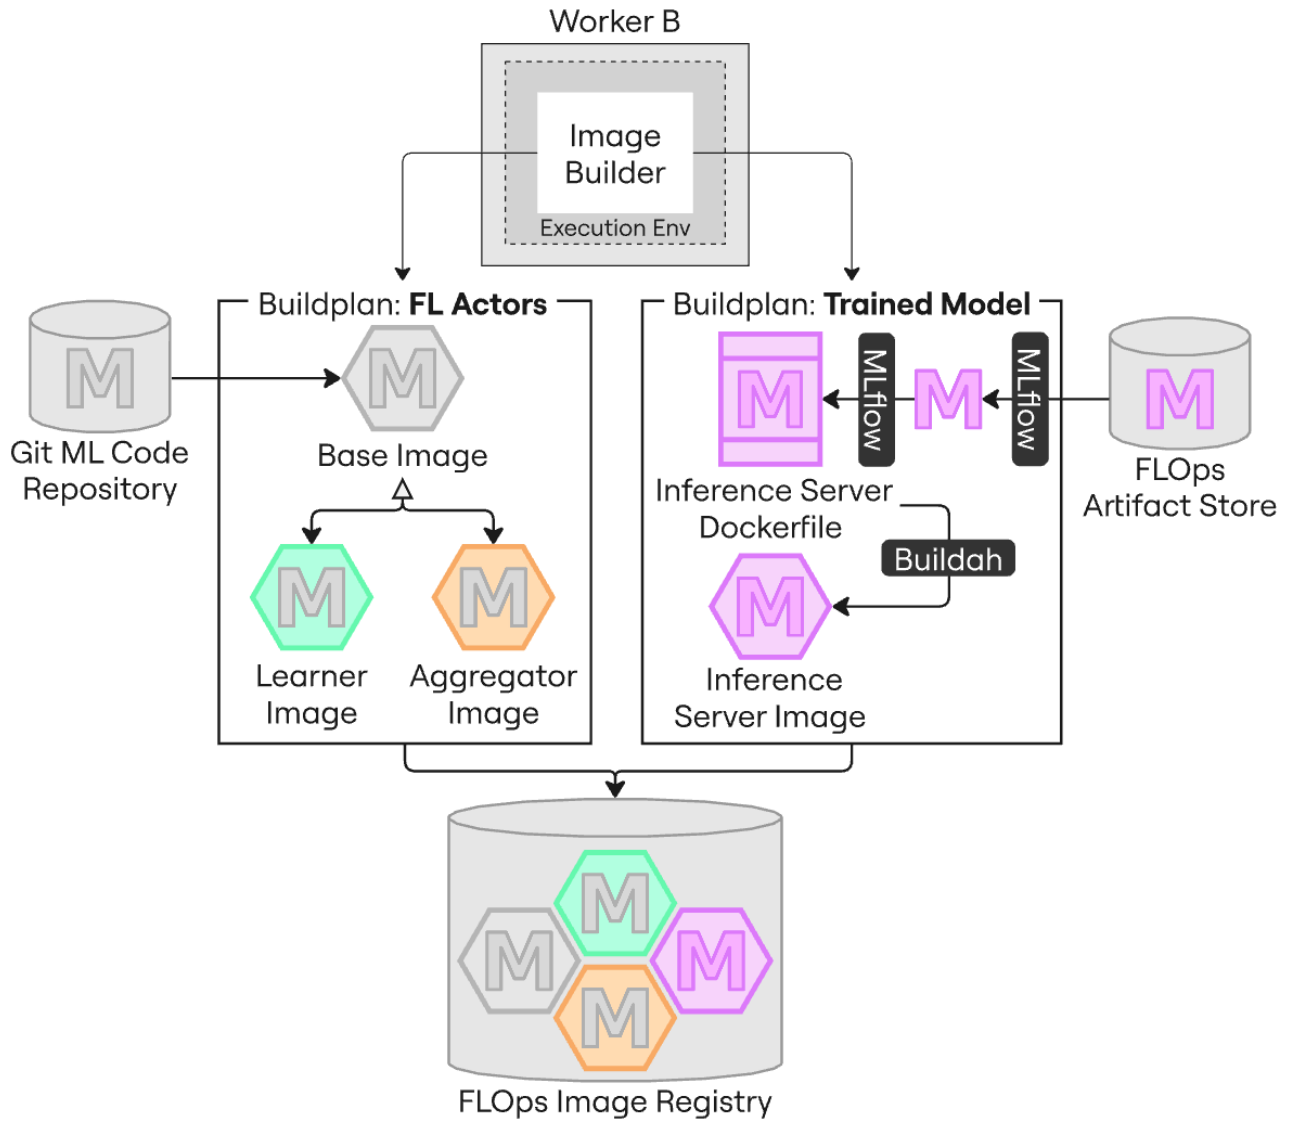 Worker B
Image
Builder
Execution Env
Buildplan: FL Actors
Buildplan: Trained Model
M
M
M
MLflow
M
MLflow
M
Git ML Code
Repository
Base Image
Inference Server
Dockerfile
FLOps
Artifact Store
Buildah
M
M
M
Learner
Image
Aggregator
Image
Inference
Server Image
M
M
M
M
FLOps Image Registry